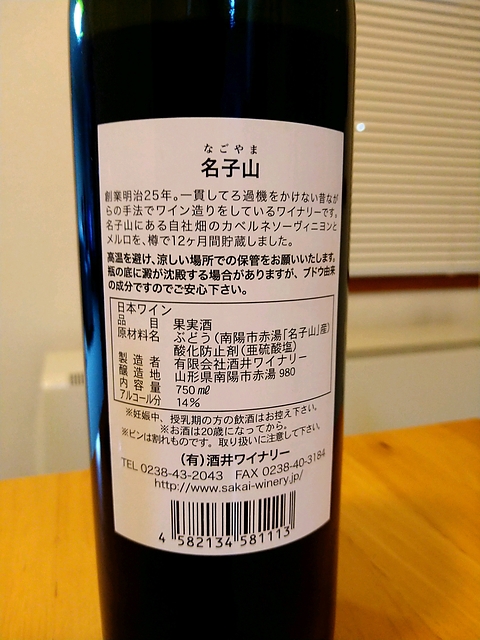 なごやま
名子山
創業明治25年。一貫してろ過機をかけない昔なが
らの手法でワイン造りをしているワイナリーです。
名子山にある自社畑のカベルネソーヴィニヨンと
メルロを、樽で12ヶ月間貯蔵しました。
高温を避け、涼しい場所での保管をお願いいたします。
瓶の底に澱が沈殿する場合がありますが、ブドウ由来
の成分ですのでご安心下さい。
日本ワイン
品目 果実酒
原材料名 ぶどう(南陽市赤湯「名子山」産)
酸化防止剤(亜硫酸塩)
製造者 有限会社酒井ワイナリー
醸造地 山形県南陽市赤湯980
内容量 750㎖
アルコール分 14%
※妊娠中、授乳期の方の飲酒はお控え下さい。
※お酒は20歳になってから。
※ビンは割れものです。取り扱いに注意して下さい。
(有)酒井ワイナリー
TEL 0238-43-2043 FAX 0238-40-3184
http://www.sakai-winery.jp/
4 582134 581113